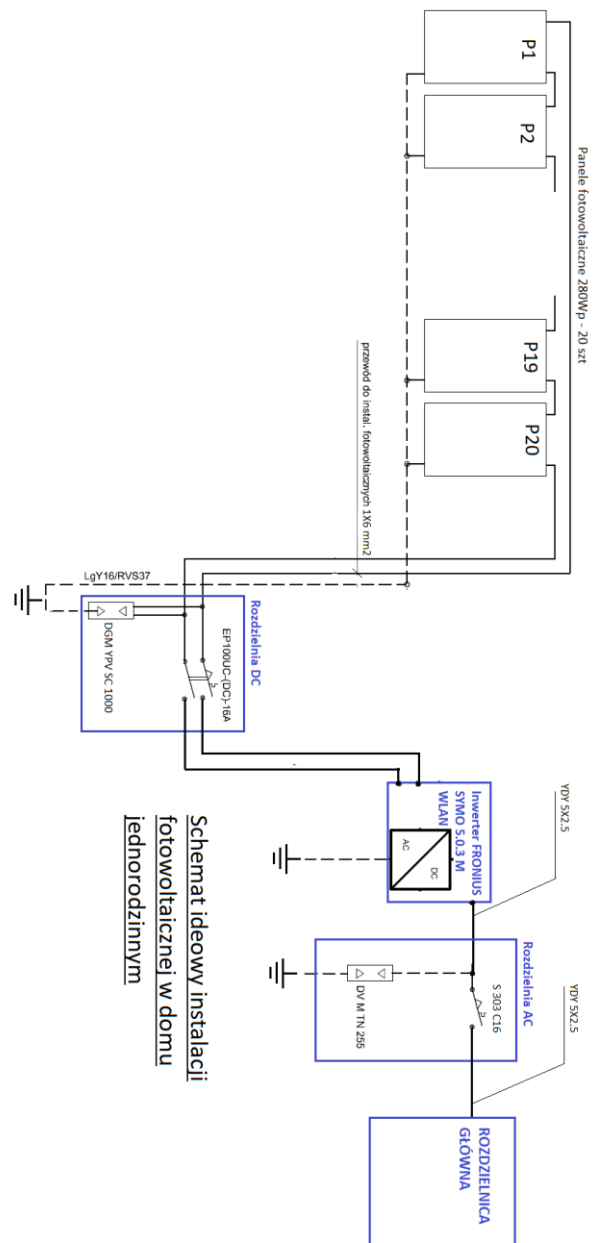 Panele fotowoltaiczne 280Wp - 20 szt
P1
P2
P19
P20
przewód do instal. fotowoltaicznych 1X6 mm2
LgY16/RVS37
Rozdzielnia DC
EP100UC-(DC)-16A
DGM YPV SC 1000
Inwerter FRONIUS
SYMO 5.0.3 M
WLAN
DC
AC
YDY 5X2.5
Rozdzielnia AC
S 303 C16
DV M TN 255
YDY 5X2.5
ROZDZIELNICA
GŁÓWNA
Schemat ideowy instalacji
fotowoltaicznej w domu
jednorodzinnym